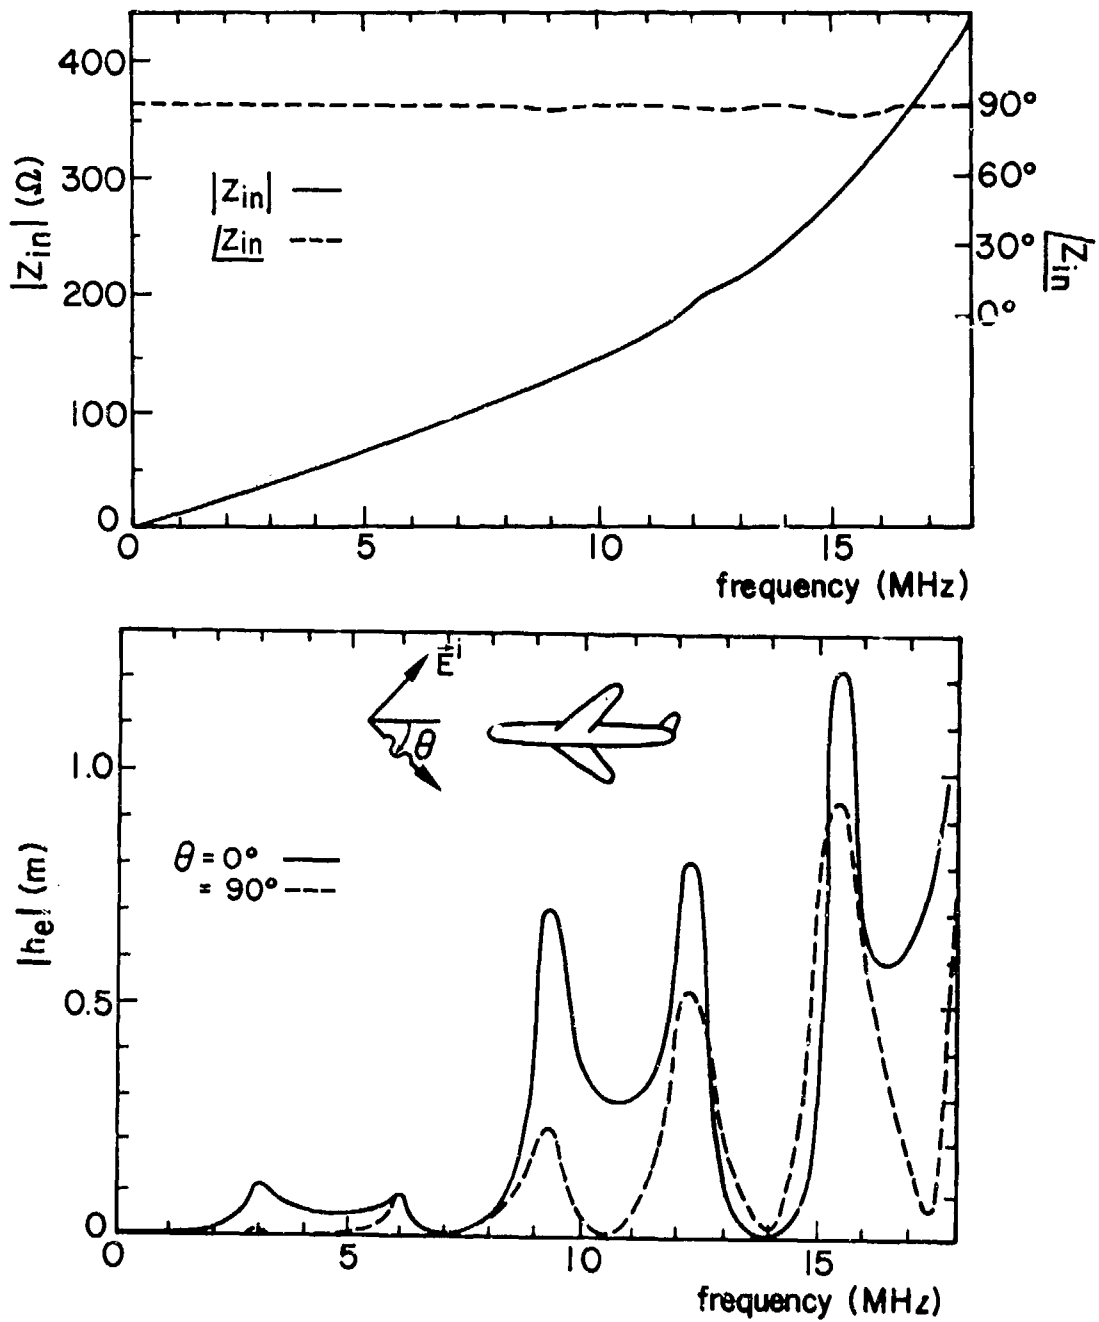 400
300
200
100
0
|Zin| (Ω)
|Zin|
∠Zin
90°
60°
30°
0°
∠Zin
0 5 10 15
frequency (MHz)
E⃗i
θ
θ = 0°
= 90°
1.0
0.5
0
|he| (m)
0 5 10 15
frequency (MHz)